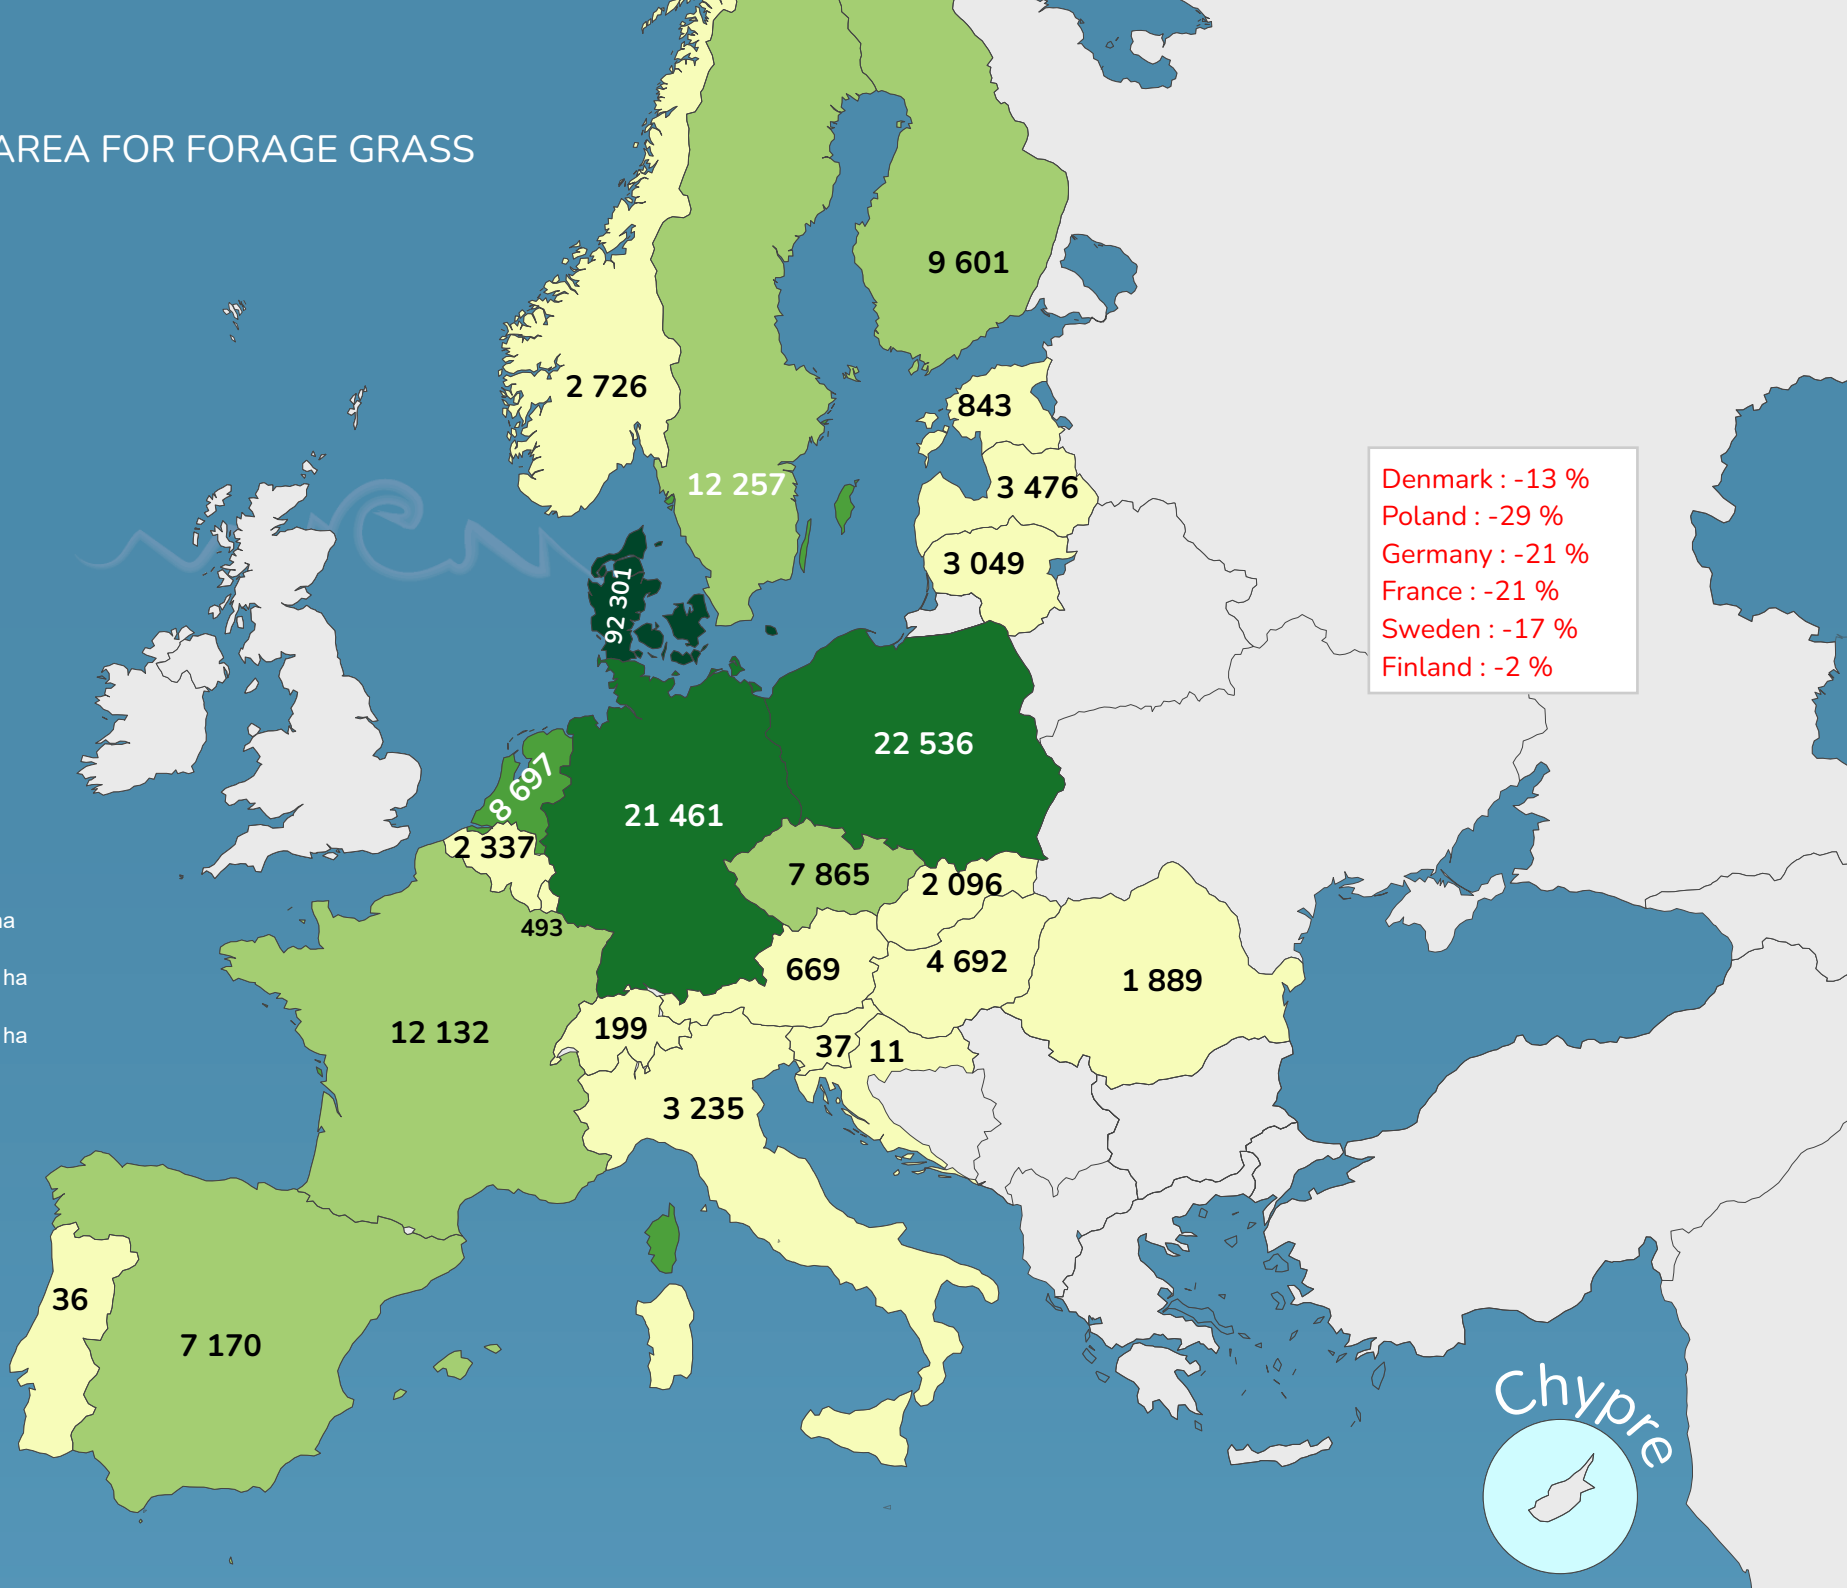 AREA FOR FORAGE GRASS
9 601
2 726
843
12 257
3 476
3 049
92 301
Denmark : -13 %
Poland : -29 %
Germany : -21 %
France : -21 %
Sweden : -17 %
Finland : -2 %
22 536
8 697
21 461
2 337
7 865
2 096
493
ha
669
4 692
1 889
ha
12 132
199
37
11
ha
3 235
36
7 170
Chypre